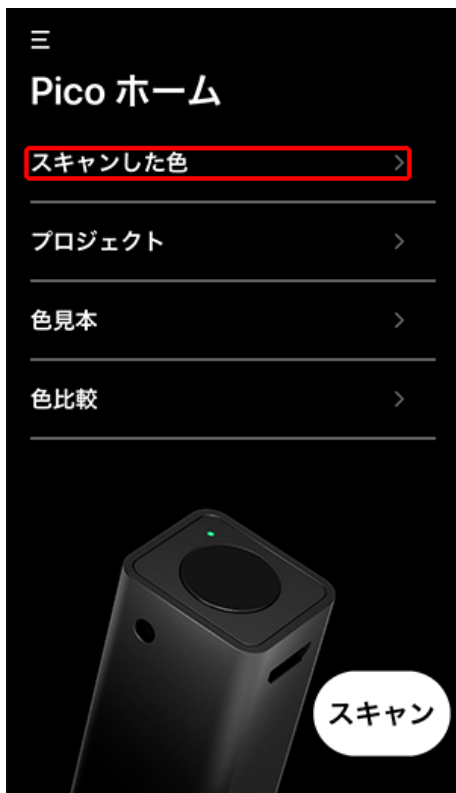 Pico ホーム
スキャンした色
プロジェクト
色見本
色比較
スキャン